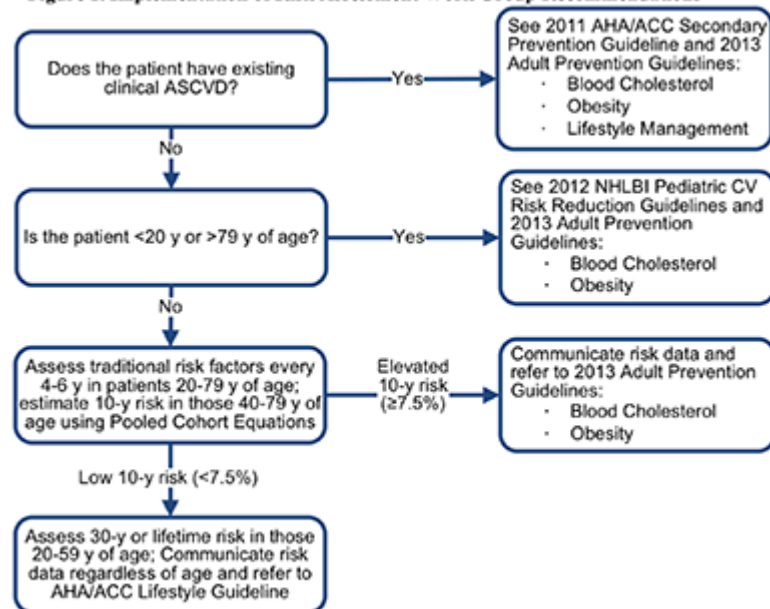 Does the patient have existing
clinical ASCVD?
Yes
See 2011 AHA/ACC Secondary
Prevention Guideline and 2013
Adult Prevention Guidelines:
· Blood Cholesterol
· Obesity
· Lifestyle Management
No
Is the patient <20 y or >79 y of age?
Yes
See 2012 NHLBI Pediatric CV
Risk Reduction Guidelines and
2013 Adult Prevention
Guidelines:
· Blood Cholesterol
· Obesity
No
Assess traditional risk factors every
4-6 y in patients 20-79 y of age;
estimate 10-y risk in those 40-79 y of
age using Pooled Cohort Equations
Elevated
10-y risk
(≥7.5%)
Communicate risk data and
refer to 2013 Adult Prevention
Guidelines:
· Blood Cholesterol
· Obesity
Low 10-y risk (<7.5%)
Assess 30-y or lifetime risk in those
20-59 y of age; Communicate risk
data regardless of age and refer to
AHA/ACC Lifestyle Guideline